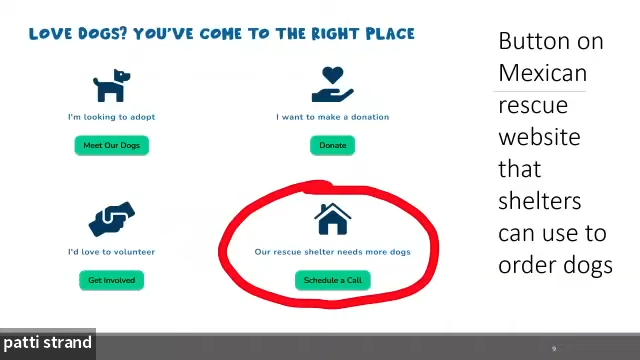 LOVE DOGS? YOU'VE COME TO THE RIGHT PLACE
I'm looking to adopt
Meet Our Dogs
I want to make a donation
Donate
I'd love to volunteer
Get Involved
Our rescue shelter needs more dogs
Schedule a Call
Button on
Mexican
rescue
website
that
shelters
can use to
order dogs
patti strand
9